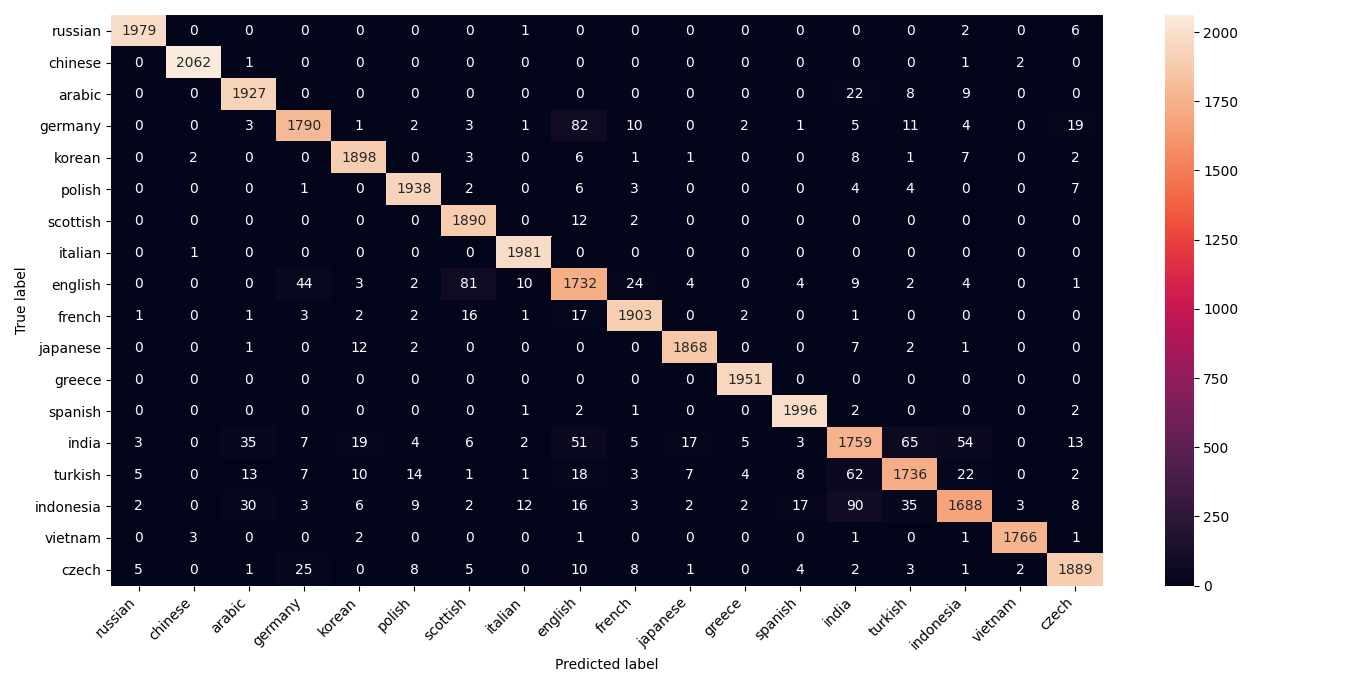 russian 1979 0 0 0 0 0 0 1 0 0 0 0 0 0 0 2 0 6
chinese 0 2062 1 0 0 0 0 0 0 0 0 0 0 0 0 1 2 0
arabic 0 0 1927 0 0 0 0 0 0 0 0 0 0 22 8 9 0 0
germany 0 0 3 1790 1 2 3 1 82 10 0 2 1 5 11 4 0 19
korean 0 2 0 0 1898 0 3 0 6 1 1 0 0 8 1 7 0 2
polish 0 0 0 1 0 1938 2 0 6 3 0 0 0 4 4 0 0 7
scottish 0 0 0 0 0 0 1890 0 12 2 0 0 0 0 0 0 0 0
italian 0 1 0 0 0 0 0 1981 0 0 0 0 0 0 0 0 0 0
english 0 0 0 44 3 2 81 10 1732 24 4 0 4 9 2 4 0 1
french 1 0 1 3 2 2 16 1 17 1903 0 2 0 1 0 0 0 0
japanese 0 0 1 0 12 2 0 0 0 0 1868 0 0 7 2 1 0 0
greece 0 0 0 0 0 0 0 0 0 0 0 1951 0 0 0 0 0 0
spanish 0 0 0 0 0 0 0 1 2 1 0 0 1996 2 0 0 0 2
india 3 0 35 7 19 4 6 2 51 5 17 5 3 1759 65 54 0 13
turkish 5 0 13 7 10 14 1 1 18 3 7 4 8 62 1736 22 0 2
indonesia 2 0 30 3 6 9 2 12 16 3 2 2 17 90 35 1688 3 8
vietnam 0 3 0 0 2 0 0 0 1 0 0 0 0 1 0 1 1766 1
czech 5 0 1 25 0 8 5 0 10 8 1 0 4 2 3 1 2 1889
russian chinese arabic germany korean polish scottish italian english french japanese greece spanish india turkish indonesia vietnam czech
Predicted label
True label
2000
1750
1500
1250
1000
750
500
250
0